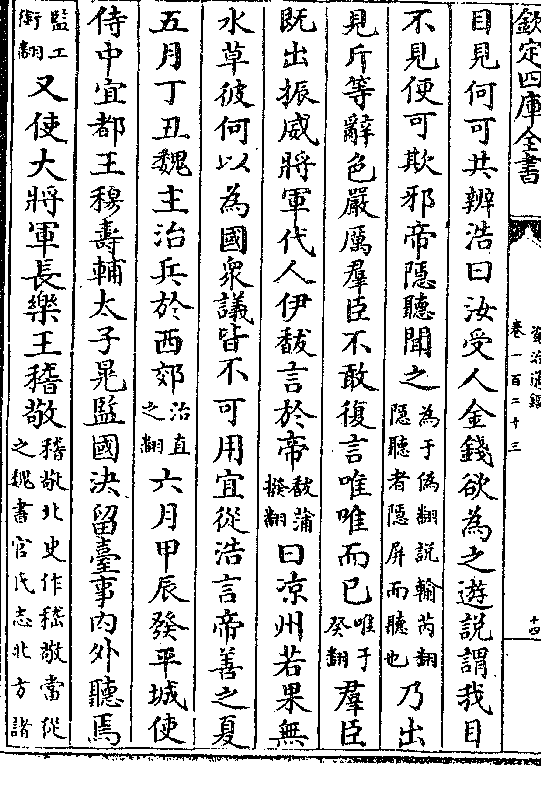 欽定四庫全書
資治通鑑
卷一百二十三
十四
目見何可共辨浩曰汝受人金錢欲為之遊説謂我目
不見便可欺邪帝隱聽聞之為于偽翻説輸芮翻隱聽者隱屏而聽也乃出
見斤等辭色嚴厲羣臣不敢復言唯唯而已唯于癸翻羣臣
既出振威將軍代人伊馛言於帝馛蒲撥翻曰涼州若果無
水草彼何以為國衆議皆不可用宜從浩言帝善之夏
五月丁丑魏主治兵於西郊治直之翻六月甲辰發平城使
侍中宜都王穆壽輔太子晃監國決留臺事内外聽焉
監工銜翻又使大將軍長樂王稽敬稽敬北史作嵇敬當從之魏書官氏志北方諸